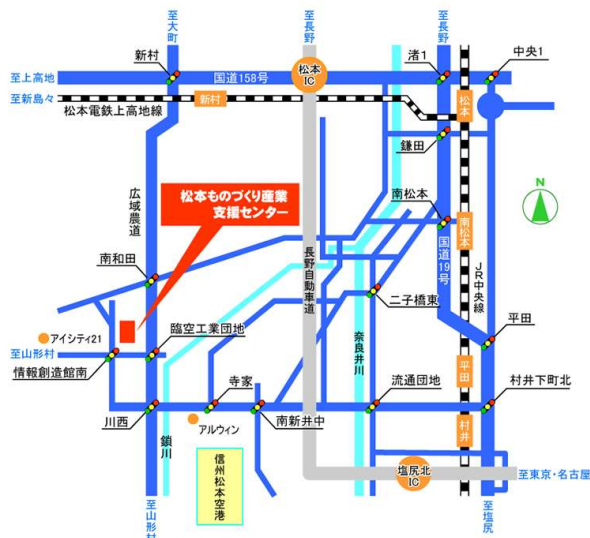 至大町
至長野
至長野
新村
渚1
中央1
至上高地
国道158号
松本
IC
至新島々
新村
松本電鉄上高地線
松本
鎌田
広域農道
松本ものづくり産業
支援センター
南松本
南松本
N
南和田
長野自動車道
国道19号
JR中央線
二子橋東
平田
アイシティ21
至山形村
臨空工業団地
情報創造館南
奈良井川
平田
寺家
流通団地
村井下町北
川西
アルウィン
南新井中
村井
鎖川
信州松本空港
塩尻北
IC
至東京・名古屋
至山形村
至塩尻